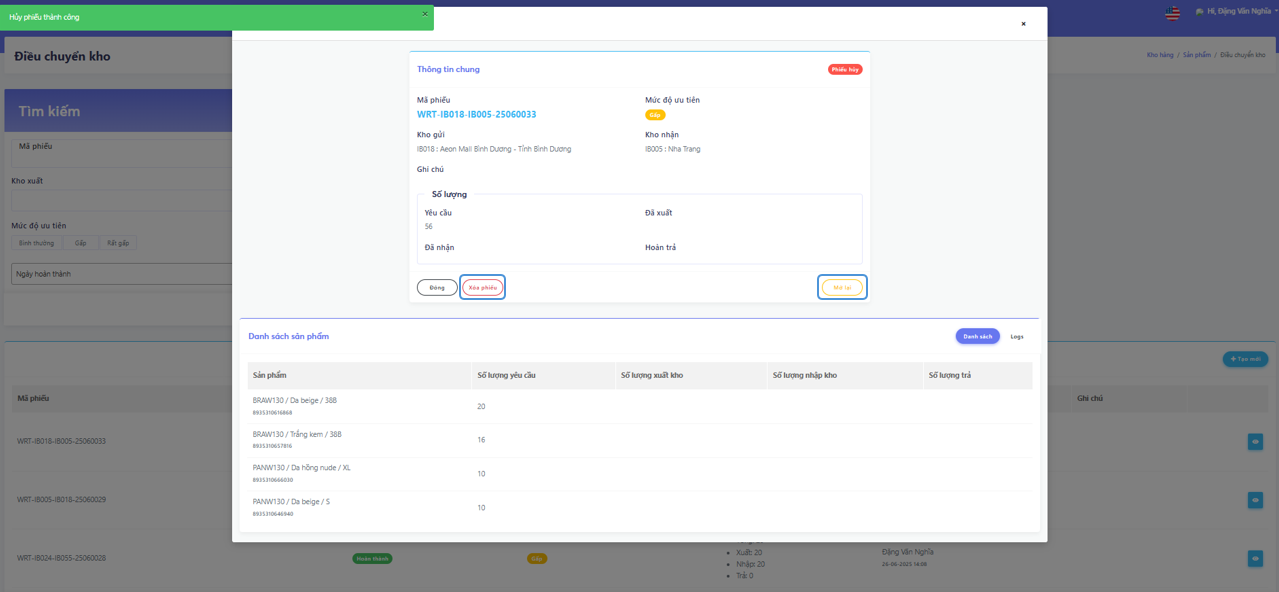 Hủy phiếu thành công
Hi, Đặng Văn Nghĩa
Điều chuyển kho
Kho hàng / Sản phẩm / Điều chuyển kho
Tìm kiếm
Mã phiếu
Kho xuất
Mức độ ưu tiên
Bình thường
Gấp
Rất gấp
Ngày hoàn thành
Thông tin chung
Phiếu hủy
Mã phiếu
WRT-IB018-IB005-25060033
Mức độ ưu tiên
Gấp
Kho gửi
IB018 : Aeon Mall Bình Dương - Tỉnh Bình Dương
Kho nhận
IB005 : Nha Trang
Ghi chú
Số lượng
Yêu cầu
56
Đã xuất
Đã nhận
Hoàn trả
Đóng
Xóa phiếu
Mở lại
Danh sách sản phẩm
Danh sách
Logs
Sản phẩm Số lượng yêu cầu Số lượng xuất kho Số lượng nhập kho Số lượng trả
BRAW130 / Da beige / 38B
8935310616868
20
BRAW130 / Trắng kem / 38B
8935310657816
16
PANW130 / Da hồng nude / XL
8935310666030
10
PANW130 / Da beige / S
8935310646940
10
Tạo mới
Mã phiếu
Ghi chú
WRT-IB018-IB005-25060033
WRT-IB005-IB018-25060029
WRT-IB024-IB055-25060028
Hoàn thành
Gấp
Xuất: 20
Nhập: 20
Trả: 0
Đặng Văn Nghĩa
26-06-2025 14:08